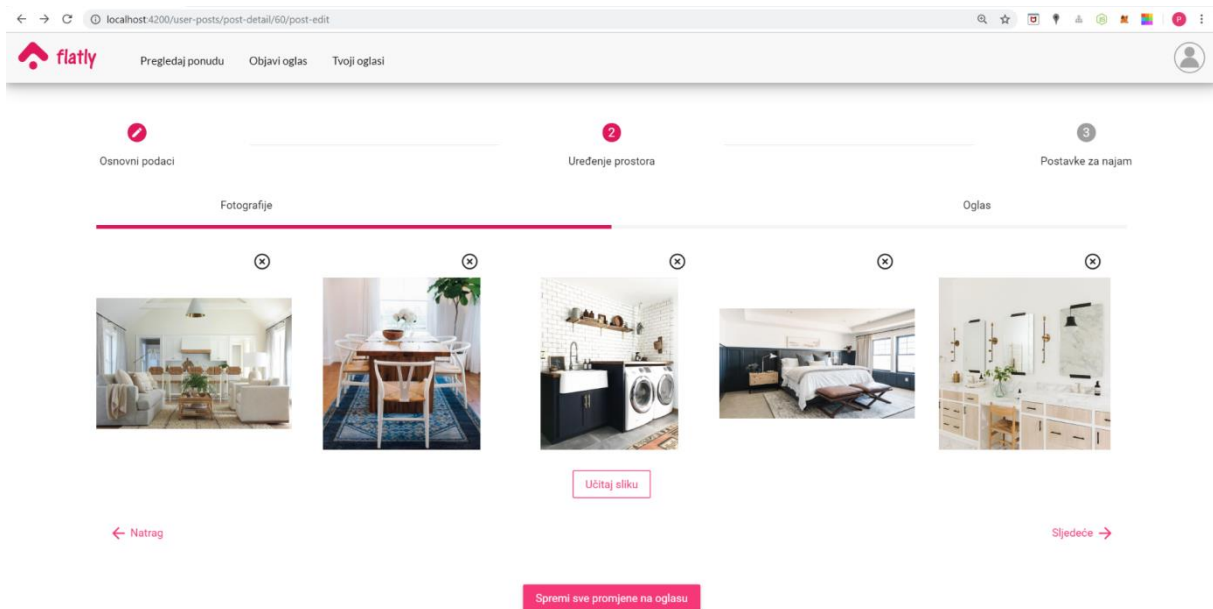 localhost:4200/user-posts/post-detail/60/post-edit
P
flatly
Pregledaj ponudu
Objavi oglas
Tvoji oglasi
2
3
Osnovni podaci
Uređenje prostora
Postavke za najam
Fotografije
Oglas
Učitaj sliku
Natrag
Sljedeće
Spremi sve promjene na oglasu